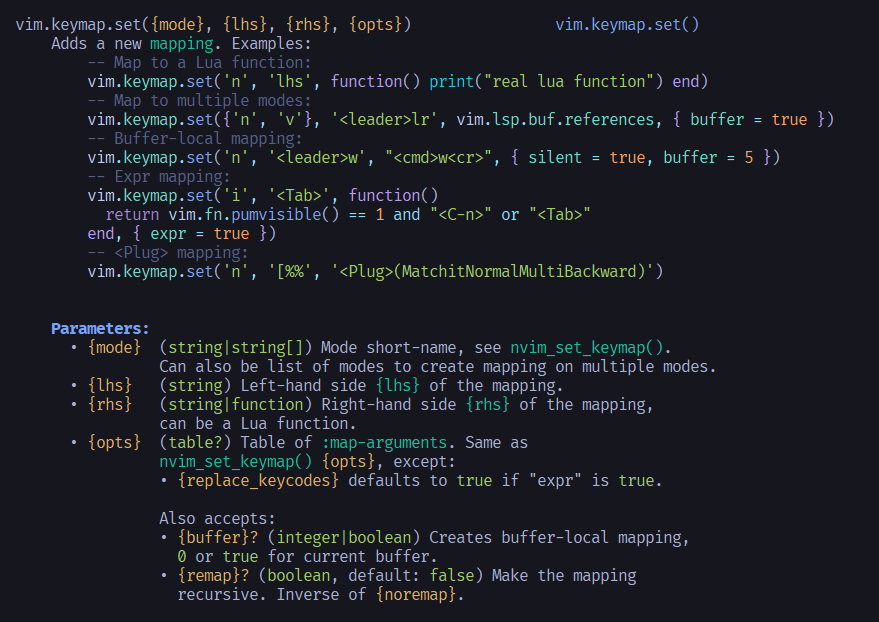 vim.keymap.set({mode}, {lhs}, {rhs}, {opts}) vim.keymap.set()
Adds a new mapping. Examples:
-- Map to a Lua function:
vim.keymap.set('n', 'lhs', function() print("real lua function") end)
-- Map to multiple modes:
vim.keymap.set({'n', 'v'}, '<leader>lr', vim.lsp.buf.references, { buffer = true })
-- Buffer-local mapping:
vim.keymap.set('n', '<leader>w', "<cmd>w<cr>", { silent = true, buffer = 5 })
-- Expr mapping:
vim.keymap.set('i', '<Tab>', function()
return vim.fn.pumvisible() == 1 and "<C-n>" or "<Tab>"
end, { expr = true })
-- <Plug> mapping:
vim.keymap.set('n', '[%%', '<Plug>(MatchitNormalMultiBackward)')
Parameters:
• {mode} (string|string[]) Mode short-name, see nvim_set_keymap().
Can also be list of modes to create mapping on multiple modes.
• {lhs} (string) Left-hand side {lhs} of the mapping.
• {rhs} (string|function) Right-hand side {rhs} of the mapping,
can be a Lua function.
• {opts} (table?) Table of :map-arguments. Same as
nvim_set_keymap() {opts}, except:
• {replace_keycodes} defaults to true if "expr" is true.
Also accepts:
• {buffer}? (integer|boolean) Creates buffer-local mapping,
0 or true for current buffer.
• {remap}? (boolean, default: false) Make the mapping
recursive. Inverse of {noremap}.